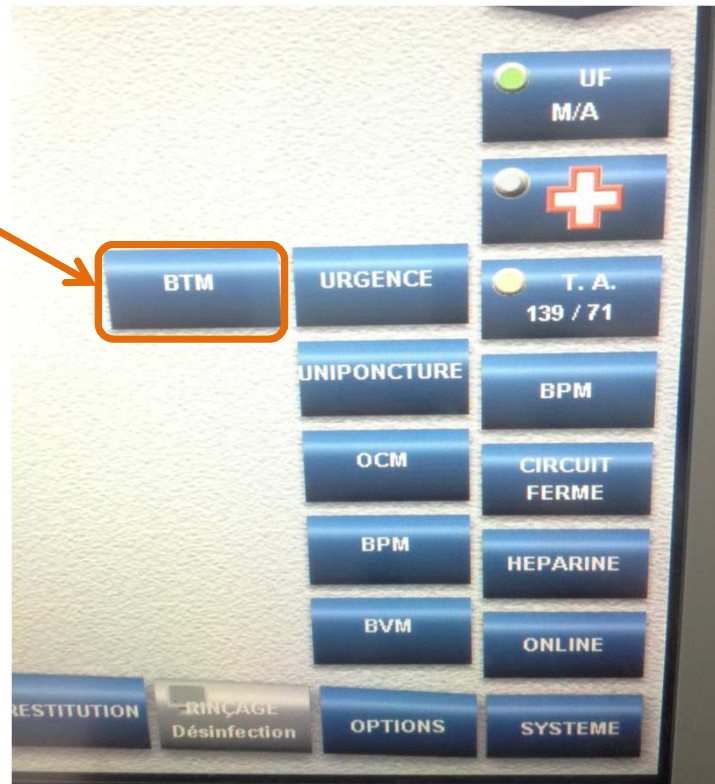 UF
M/A
BTM
URGENCE
T. A.
139 / 71
UNIPONCTURE
BPM
OCM
CIRCUIT
FERME
BPM
HEPARINE
BVM
ONLINE
RESTITUTION
RINÇAGE
Désinfection
OPTIONS
SYSTEME